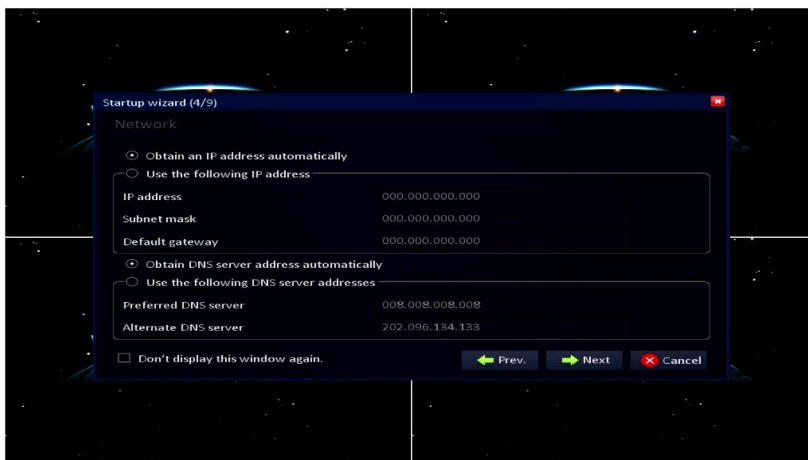 Startup wizard (4/9)
Network
Obtain an IP address automatically
Use the following IP address
IP address 000.000.000.000
Subnet mask 000.000.000.000
Default gateway 000.000.000.000
Obtain DNS server address automatically
Use the following DNS server addresses
Preferred DNS server 008.008.008.008
Alternate DNS server 202.096.134.133
Don't display this window again.
Prev. Next Cancel